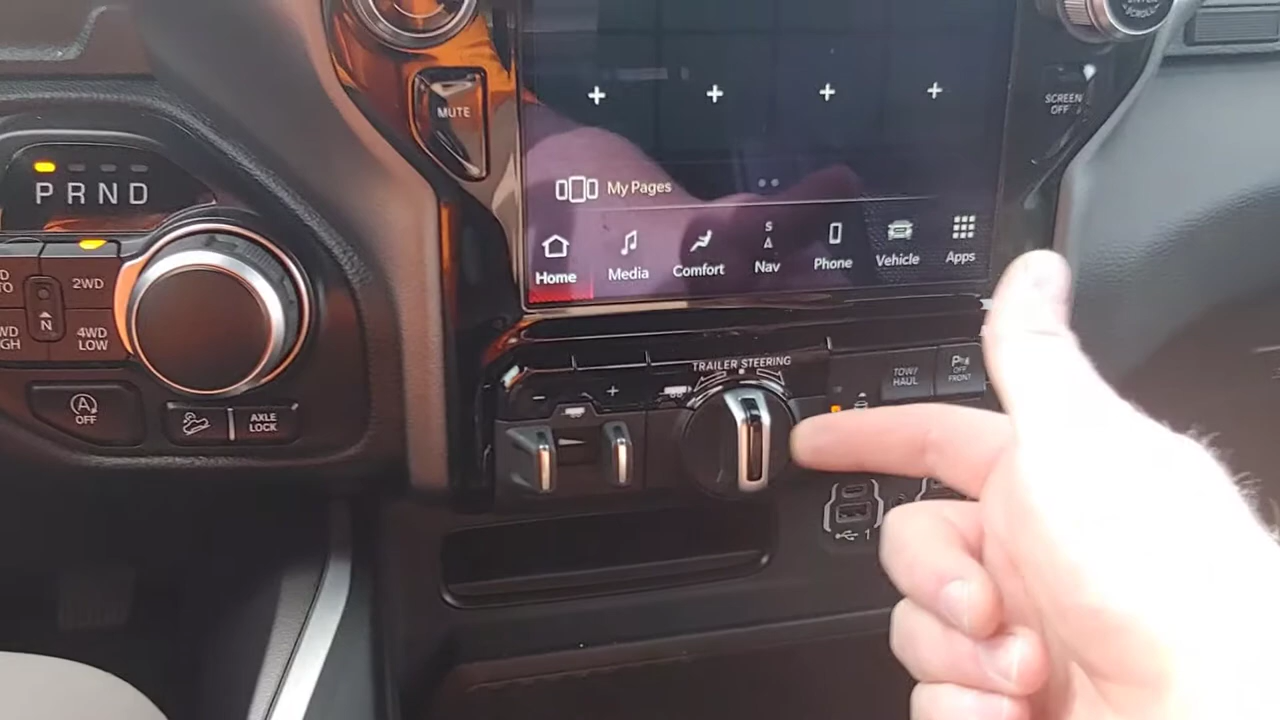 MUTE
SCREEN
OFF
P R N D
My Pages
Home
Media
Comfort
S
Nav
Phone
Vehicle
Apps
2WD
N
4WD
LOW
TRAILER STEERING
- +
TOW/
HAUL
P
OFF
FRONT
A
OFF
AXLE
LOCK
1